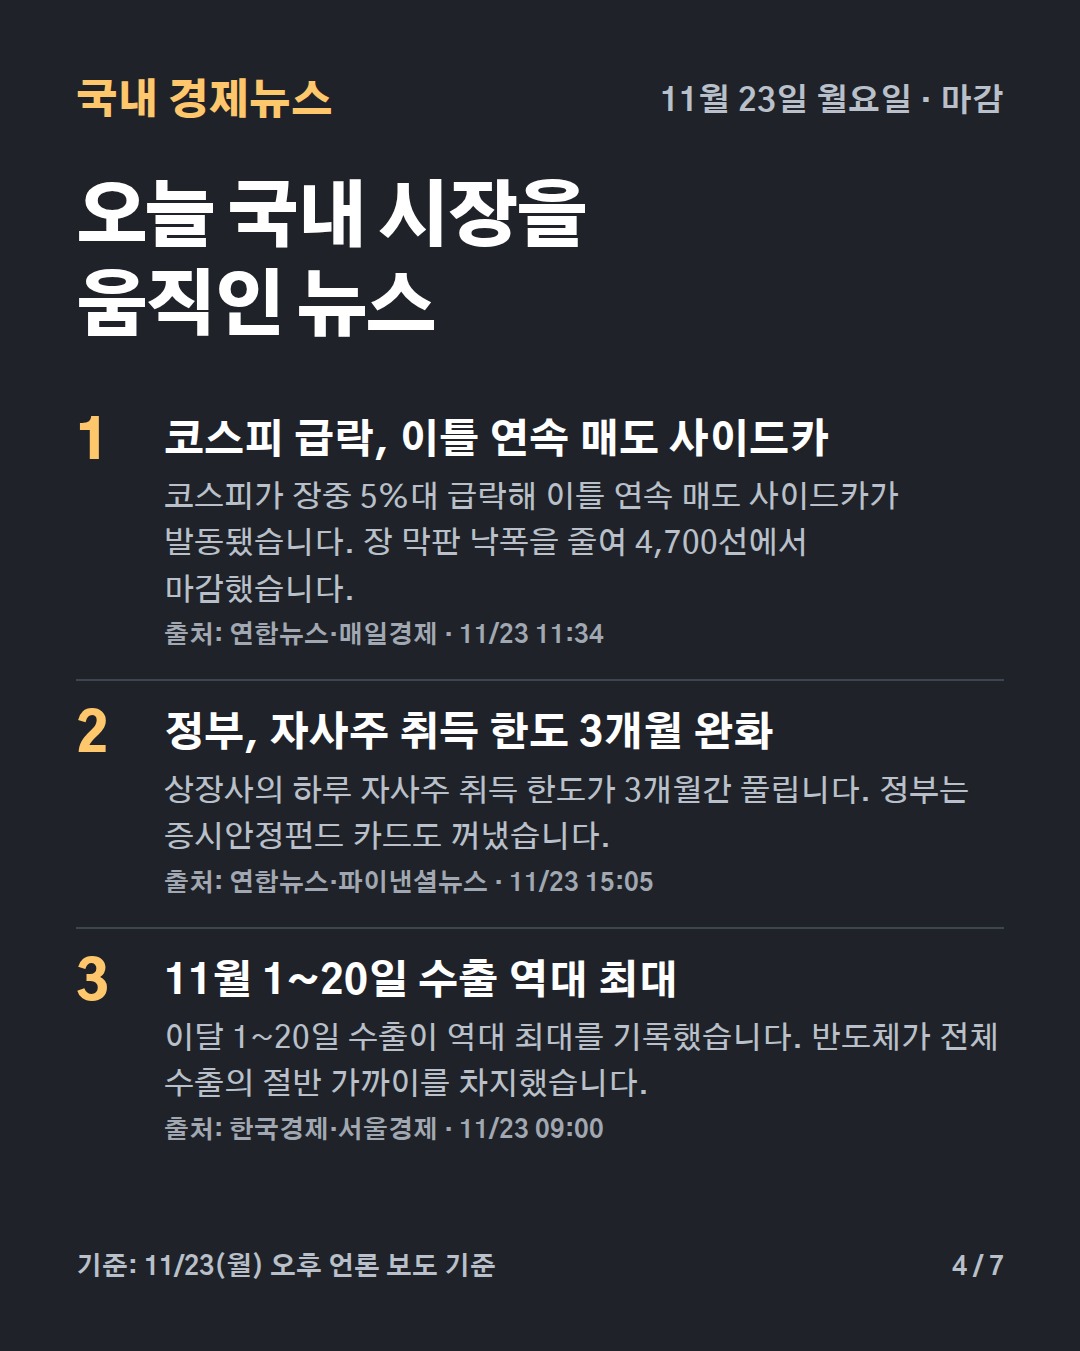 국내 경제뉴스
11월 23일 월요일 · 마감
오늘 국내 시장을
움직인 뉴스
1
코스피 급락, 이틀 연속 매도 사이드카
코스피가 장중 5%대 급락해 이틀 연속 매도 사이드카가
발동됐습니다. 장 막판 낙폭을 줄여 4,700선에서
마감했습니다.
출처: 연합뉴스·매일경제 · 11/23 11:34
2
정부, 자사주 취득 한도 3개월 완화
상장사의 하루 자사주 취득 한도가 3개월간 풀립니다. 정부는
증시안정펀드 카드도 꺼냈습니다.
출처: 연합뉴스·파이낸셜뉴스 · 11/23 15:05
3
11월 1~20일 수출 역대 최대
이달 1~20일 수출이 역대 최대를 기록했습니다. 반도체가 전체
수출의 절반 가까이를 차지했습니다.
출처: 한국경제·서울경제 · 11/23 09:00
기준: 11/23(월) 오후 언론 보도 기준
4 / 7